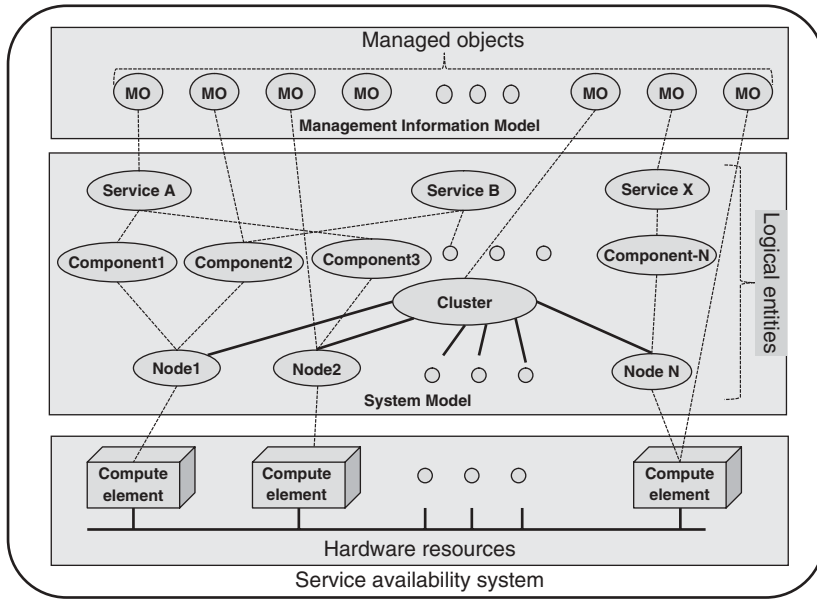 Managed objects
MO MO MO MO MO MO MO
Management Information Model
Service A Service B Service X
Component1 Component2 Component3 Component-N
Cluster
Logical entities
Node1 Node2 Node N
System Model
Compute element
Compute element
Compute element
Hardware resources
Service availability system